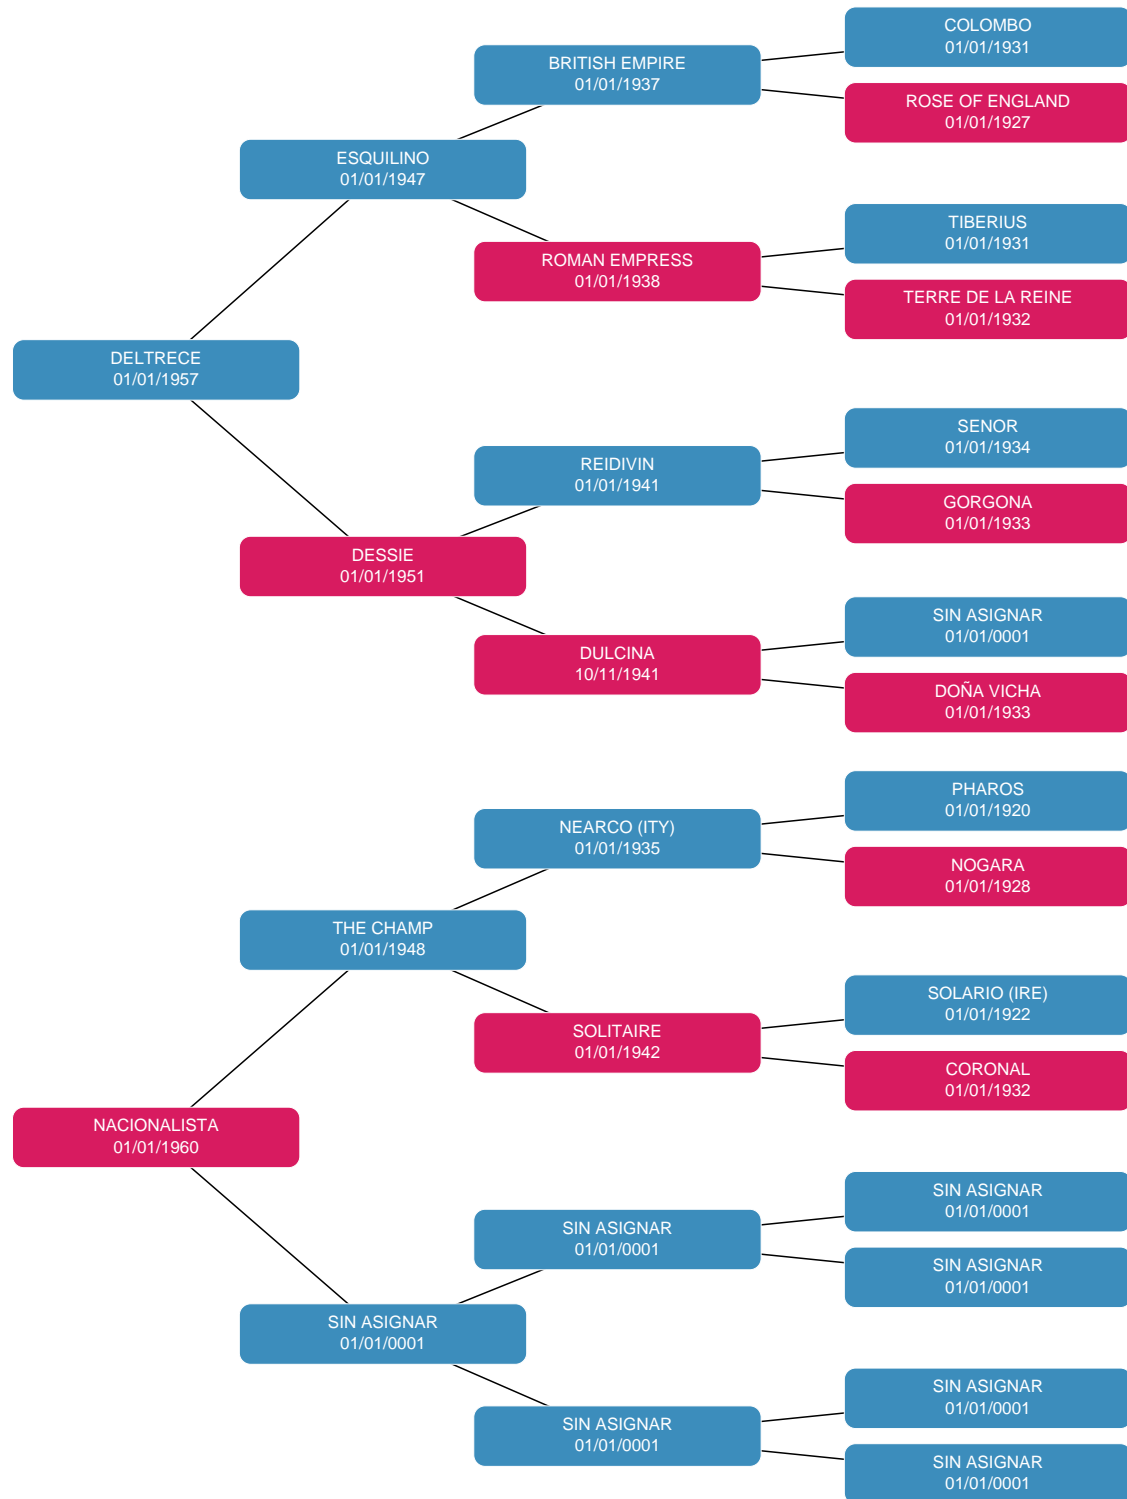 COLOMBO
01/01/1931
BRITISH EMPIRE
01/01/1937
ROSE OF ENGLAND
01/01/1927
ESQUILINO
01/01/1947
TIBERIUS
01/01/1931
ROMAN EMPRESS
01/01/1938
TERRE DE LA REINE
01/01/1932
DELTRECE
01/01/1957
SENOR
01/01/1934
REIDIVIN
01/01/1941
GORGONA
01/01/1933
DESSIE
01/01/1951
SIN ASIGNAR
01/01/0001
DULCINA
10/11/1941
DOÑA VICHA
01/01/1933
PHAROS
01/01/1920
NEARCO (ITY)
01/01/1935
NOGARA
01/01/1928
THE CHAMP
01/01/1948
SOLARIO (IRE)
01/01/1922
SOLITAIRE
01/01/1942
CORONAL
01/01/1932
NACIONALISTA
01/01/1960
SIN ASIGNAR
01/01/0001
SIN ASIGNAR
01/01/0001
SIN ASIGNAR
01/01/0001
SIN ASIGNAR
01/01/0001
SIN ASIGNAR
01/01/0001
SIN ASIGNAR
01/01/0001
SIN ASIGNAR
01/01/0001